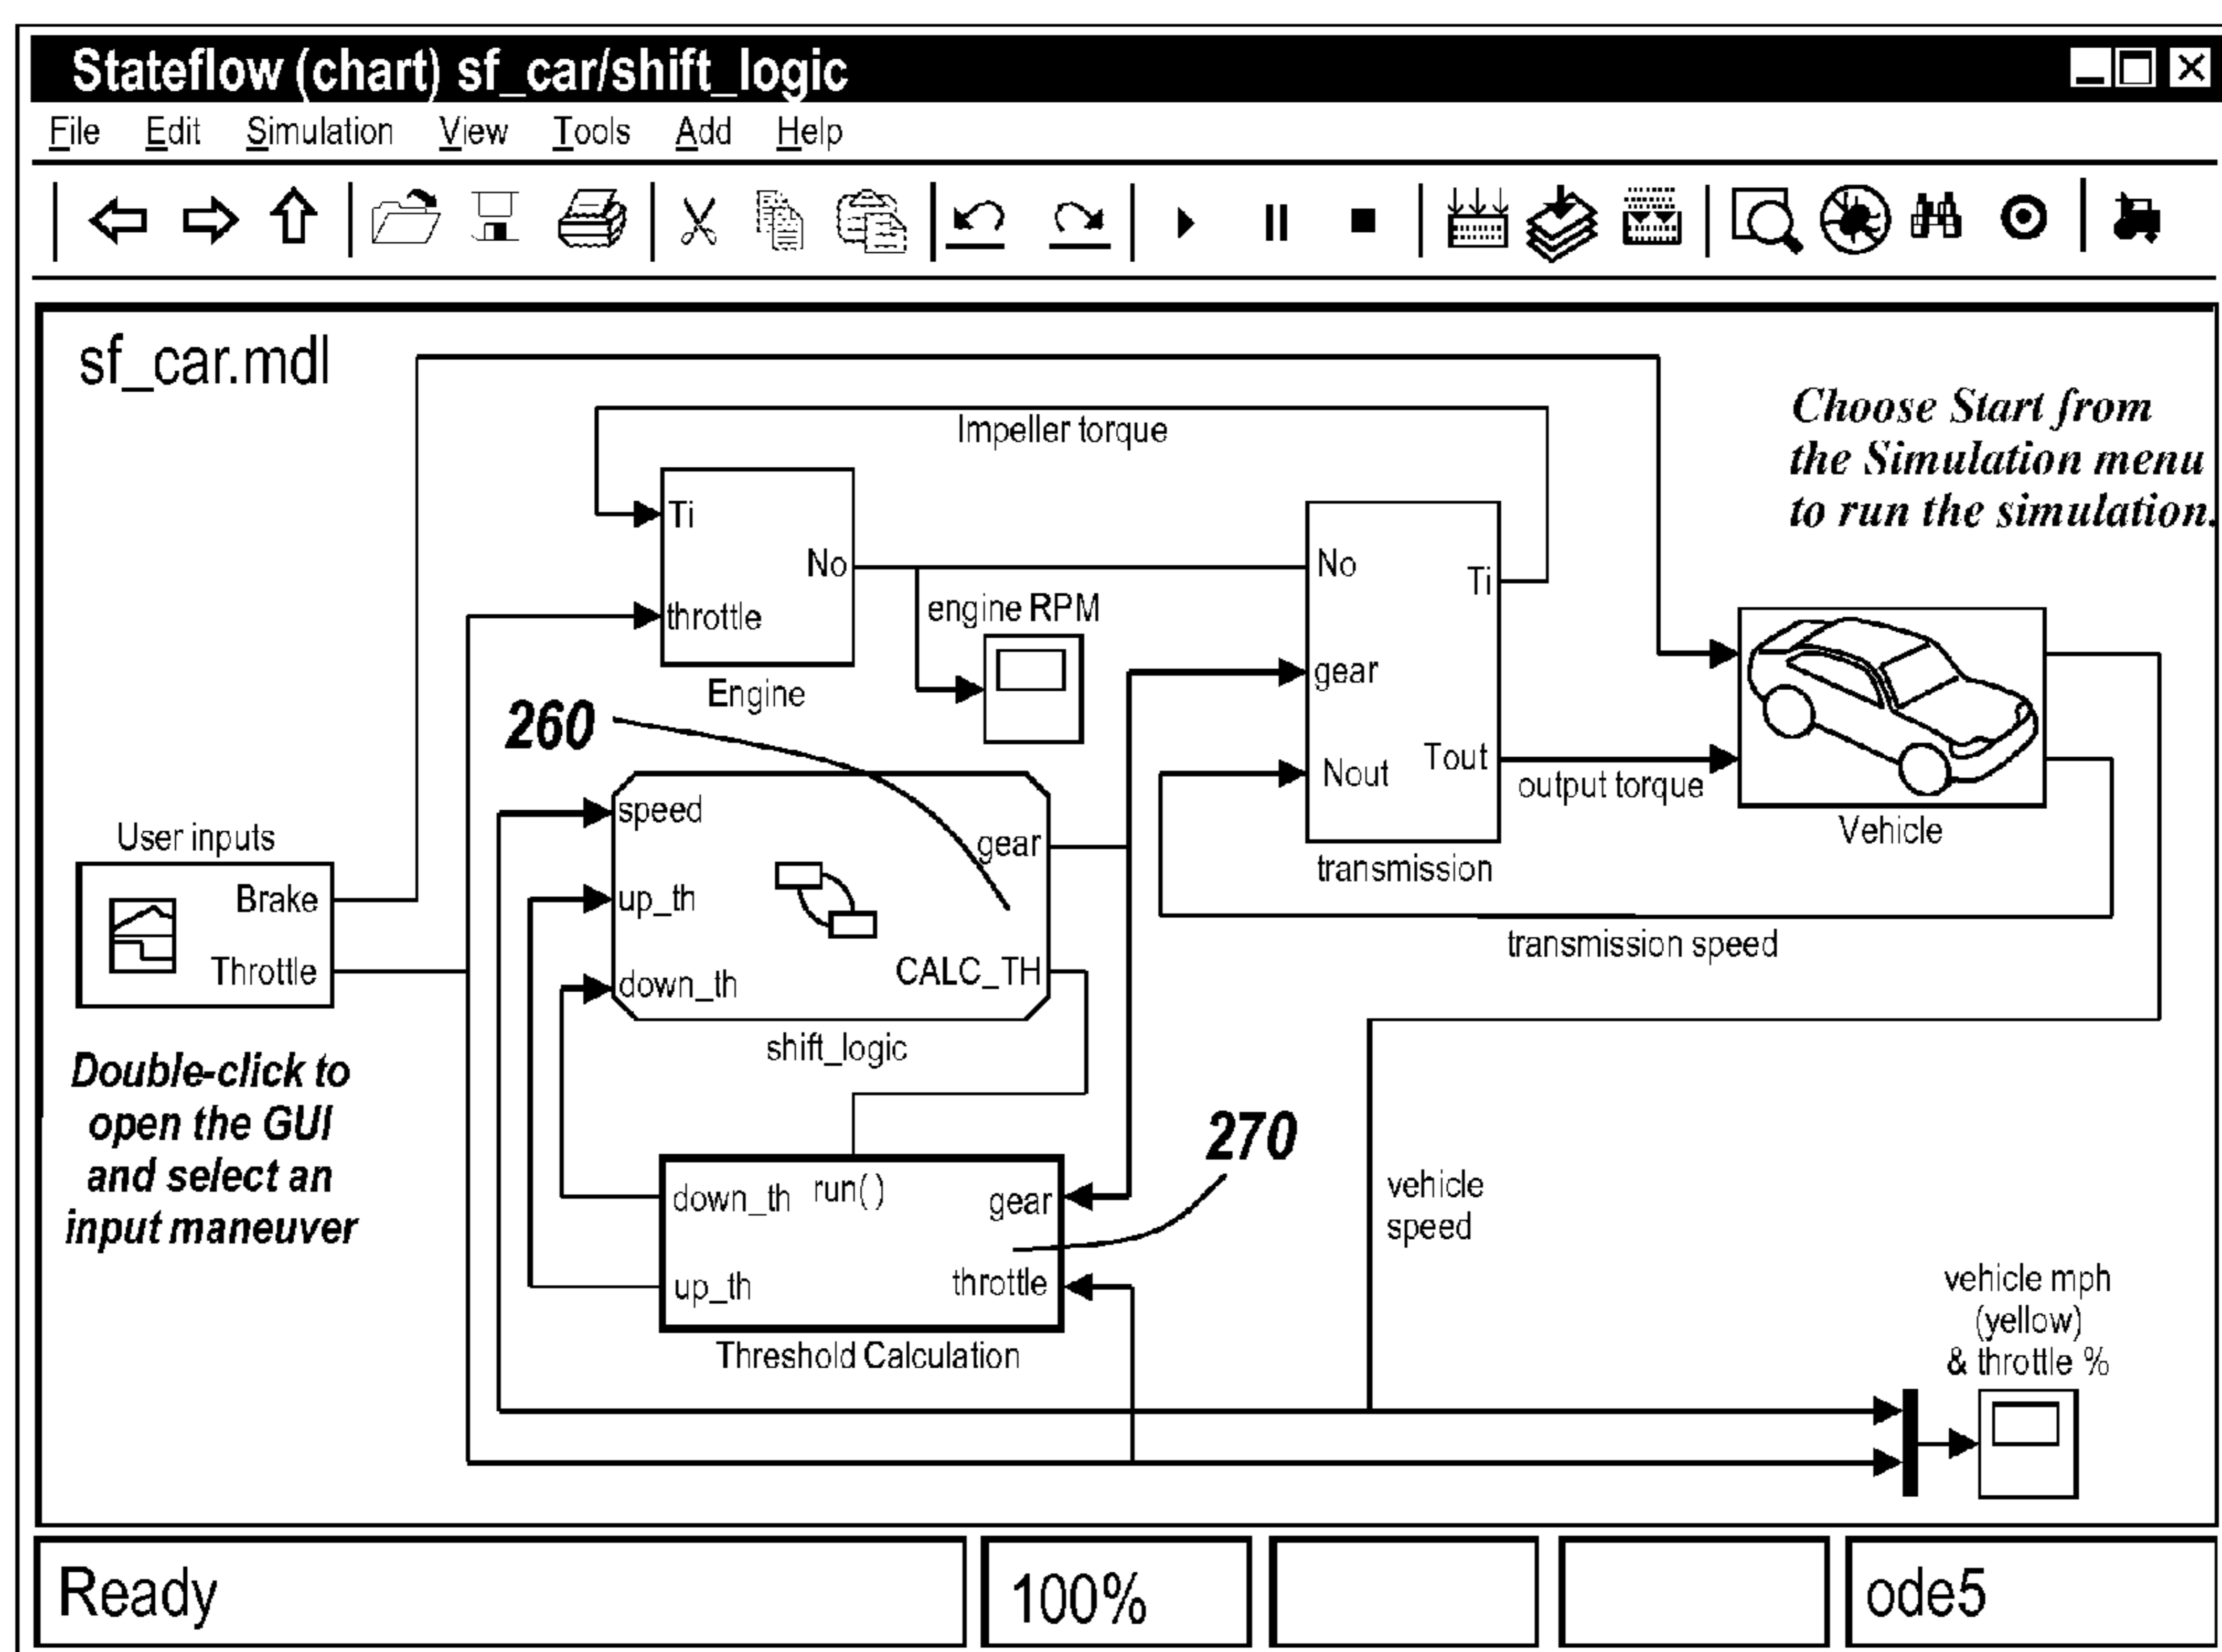 Stateflow (chart) sf_car/shift_logic
File Edit Simulation View Tools Add Help
sf_car.mdl
Choose Start from
the Simulation menu
to run the simulation.
Impeller torque
Ti
No
throttle
Engine
engine RPM
No
Ti
gear
Nout
Tout
transmission
output torque
Vehicle
transmission speed
260
speed
gear
up_th
down_th
CALC_TH
shift_logic
User inputs
Brake
Throttle
Double-click to
open the GUI
and select an
input maneuver
270
down_th
run()
gear
up_th
throttle
Threshold Calculation
vehicle
speed
vehicle mph
(yellow)
& throttle %
Ready
100%
ode5